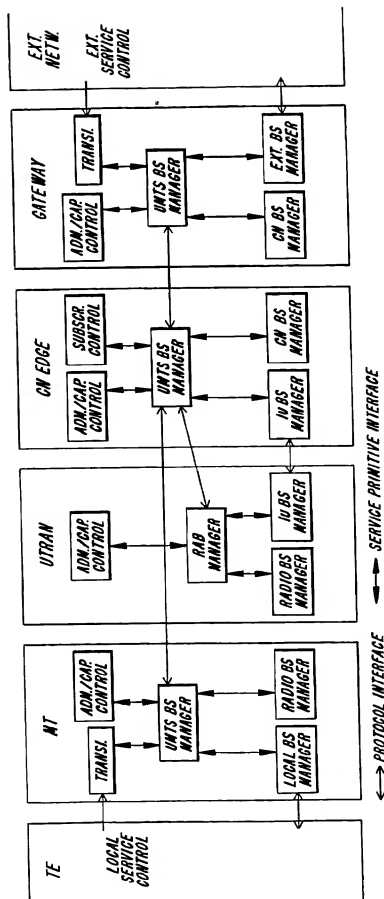 TE
LOCAL
SERVICE
CONTROL
MT
TRANSL.
ADM./CAP.
CONTROL
UMTS BS
MANAGER
LOCAL BS
MANAGER
RADIO BS
MANAGER
UTRAN
ADM./CAP.
CONTROL
RAB
MANAGER
RADIO BS
MANAGER
IU BS
MANAGER
CN EDGE
ADM./CAP.
CONTROL
SUBSCR.
CONTROL
UMTS BS
MANAGER
IU BS
MANAGER
CN BS
MANAGER
GATEWAY
ADM./CAP.
CONTROL
TRANSL.
UMTS BS
MANAGER
CN BS
MANAGER
EXT. BS
MANAGER
EXT.
NETW.
EXT.
SERVICE
CONTROL
PROTOCOL INTERFACE
SERVICE PRIMITIVE INTERFACE